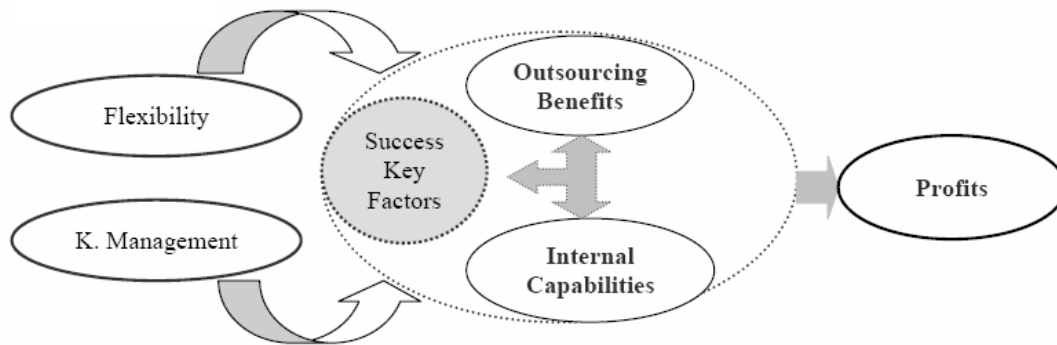 Flexibility
K. Management
Success
Key
Factors
Outsourcing
Benefits
Internal
Capabilities
Profits